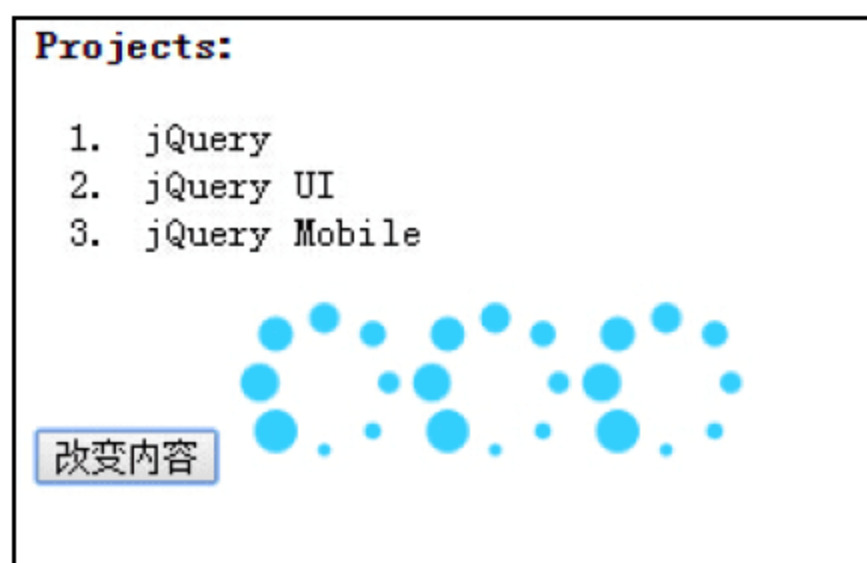 Projects:
1. jQuery
2. jQuery UI
3. jQuery Mobile
改变内容